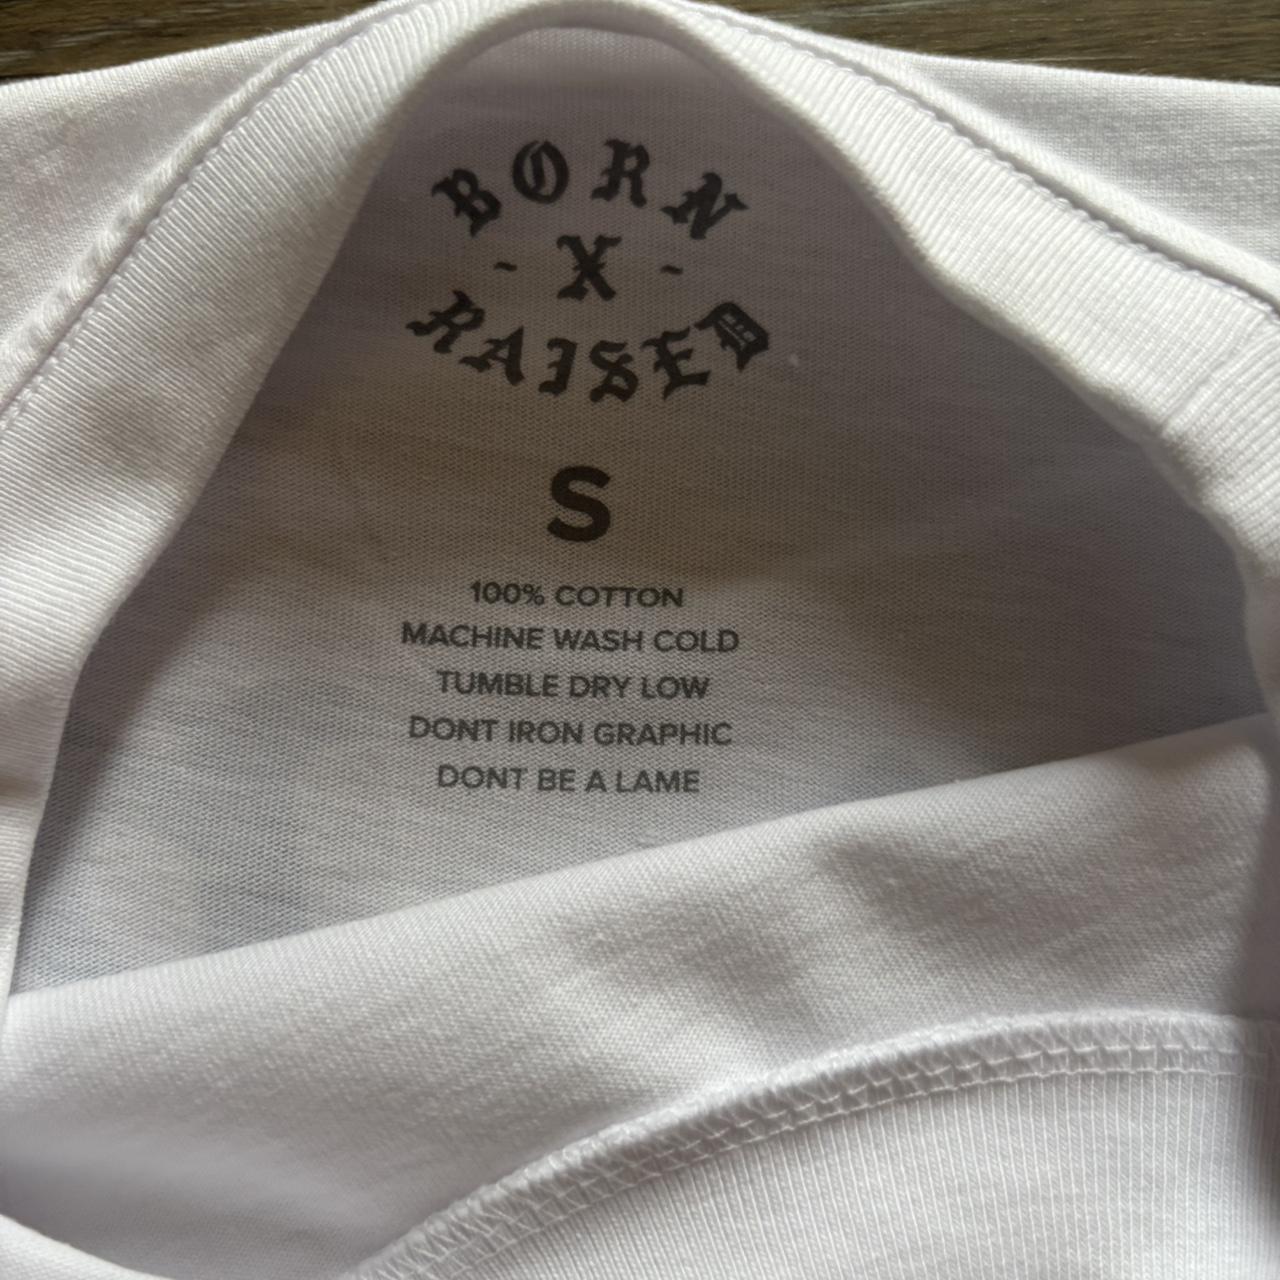 BORN
- X -
RAISED
S
100% COTTON
MACHINE WASH COLD
TUMBLE DRY LOW
DONT IRON GRAPHIC
DONT BE A LAME